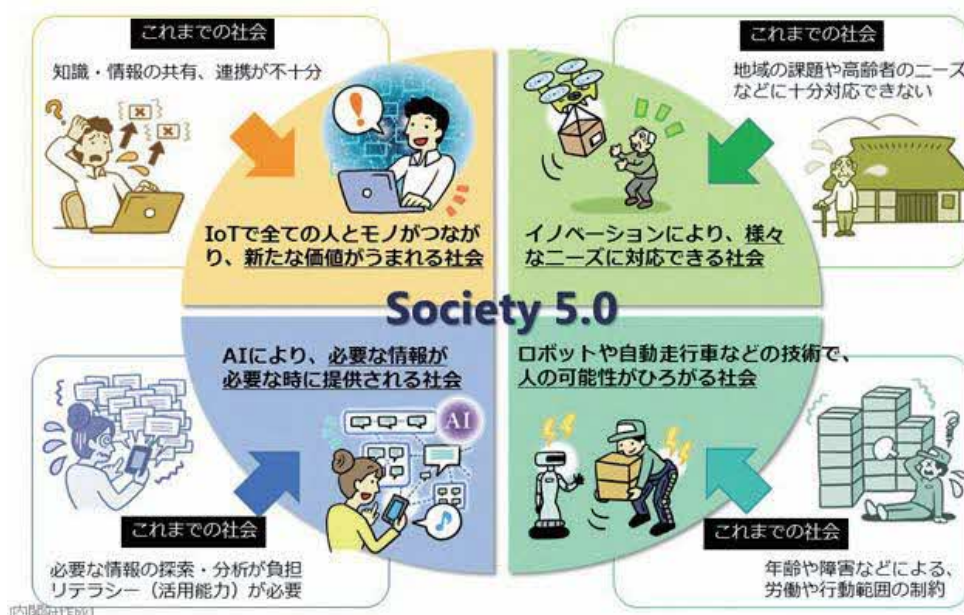 これまでの社会
知識・情報の共有、連携が不十分
IoTで全ての人とモノがつなが
り、新たな価値がうまれる社会
これまでの社会
地域の課題や高齢者のニーズ
などに十分対応できない
イノベーションにより、様々
なニーズに対応できる社会
Society 5.0
AIにより、必要な情報が
必要な時に提供される社会
AI
これまでの社会
必要な情報の探索・分析が負担
リテラシー（活用能力）が必要
ロボットや自動走行車などの技術で、
人の可能性がひろがる社会
これまでの社会
年齢や障害などによる、
労働や行動範囲の制約